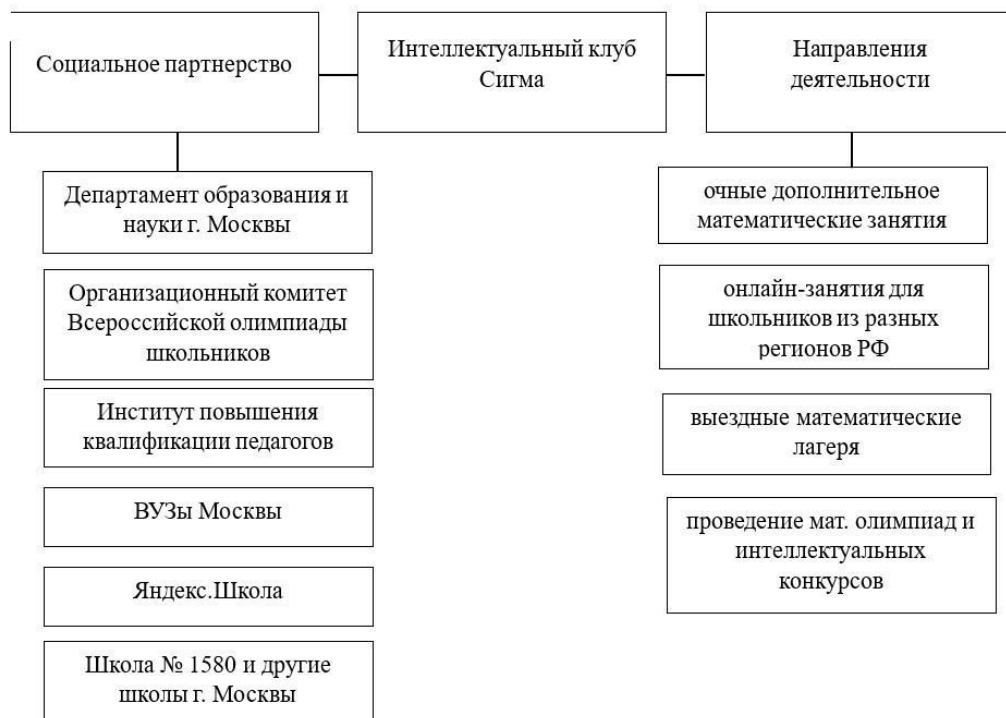 Социальное партнерство
Интеллектуальный клуб
Сигма
Направления
деятельности
Департамент образования и
науки г. Москвы
Организационный комитет
Всероссийской олимпиады
школьников
Институт повышения
квалификации педагогов
ВУЗы Москвы
Яндекс.Школа
Школа № 1580 и другие
школы г. Москвы
очные дополнительное
математические занятия
онлайн-занятия для
школьников из разных
регионов РФ
выездные математические
лагеря
проведение мат. олимпиад и
интеллектуальных
конкурсов